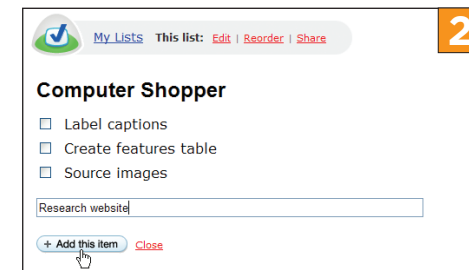 My Lists This list: Edit | Reorder | Share
2
Computer Shopper
Label captions
Create features table
Source images
Research website
+ Add this item Close